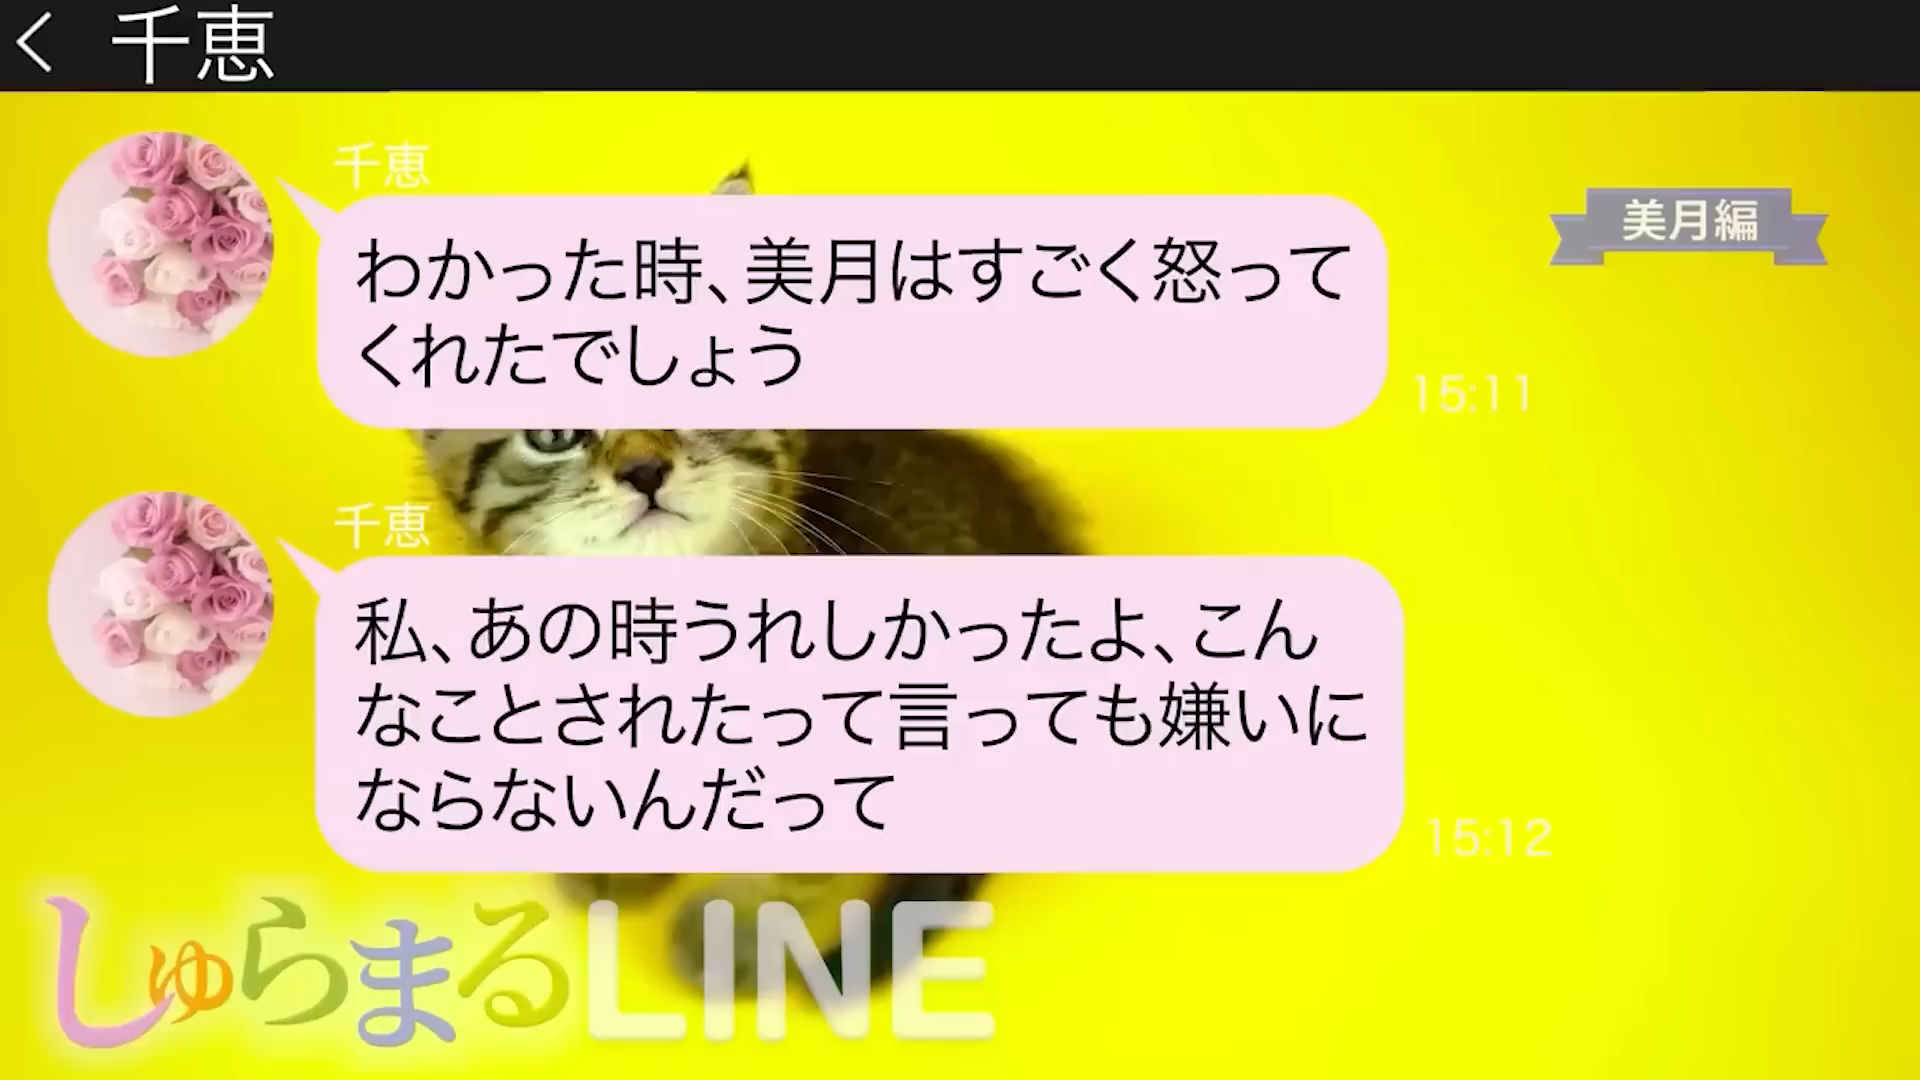 千恵
千恵
美月編
わかった時、美月はすごく怒って
くれたでしょう
15:11
千恵
私、あの時うれしかったよ、こん
なことされたって言っても嫌いに
ならないんだって
15:12
しゅらまるLINE